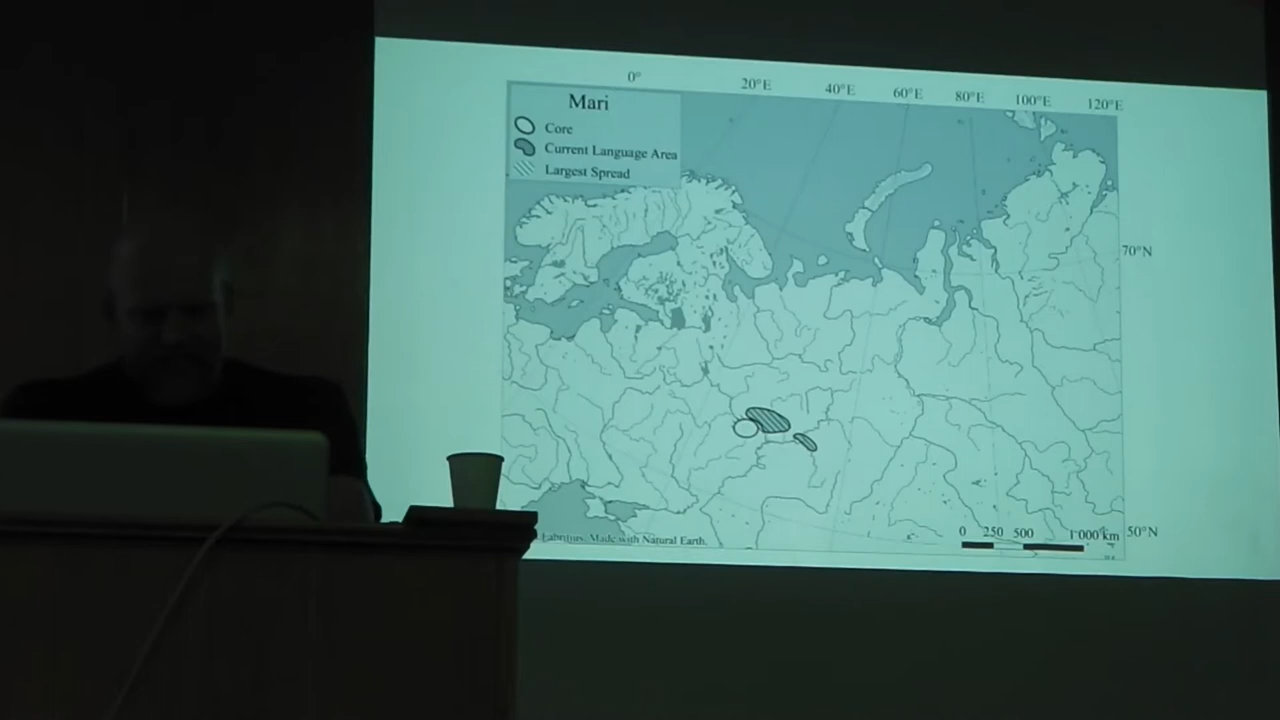 0° 20°E 40°E 60°E 80°E 100°E 120°E
Mari
Core
Current Language Area
Largest Spread
70°N
0 250 500 1'000 km
50°N
Fabritius. Made with Natural Earth.